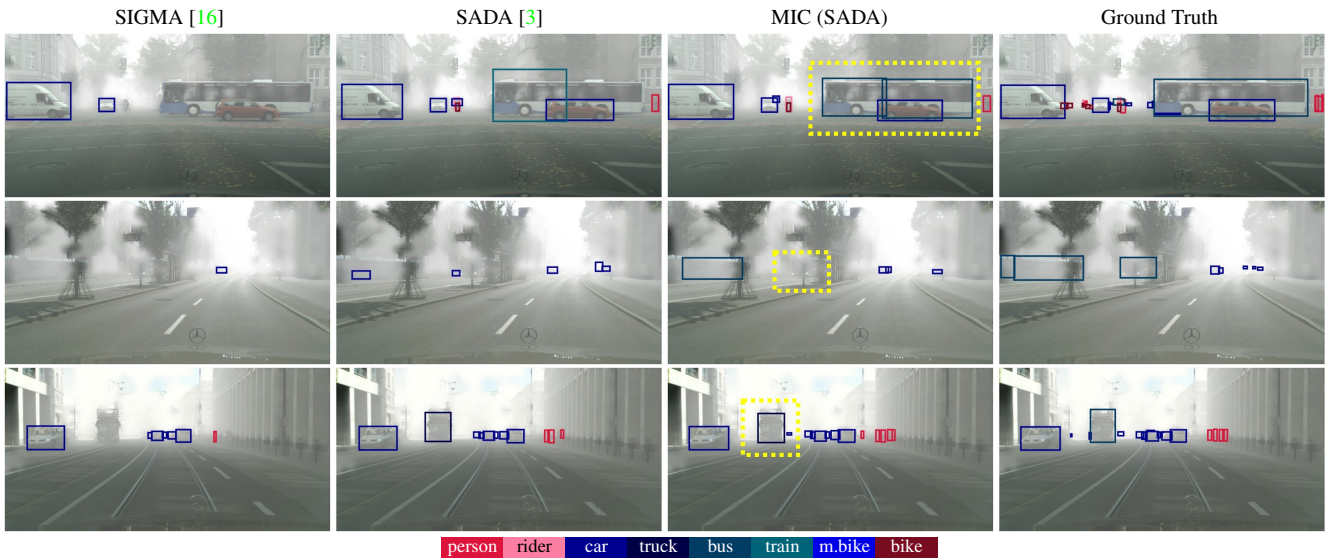 SIGMA [16] SADA [3] MIC (SADA) Ground Truth
person rider car truck bus train m.bike bike